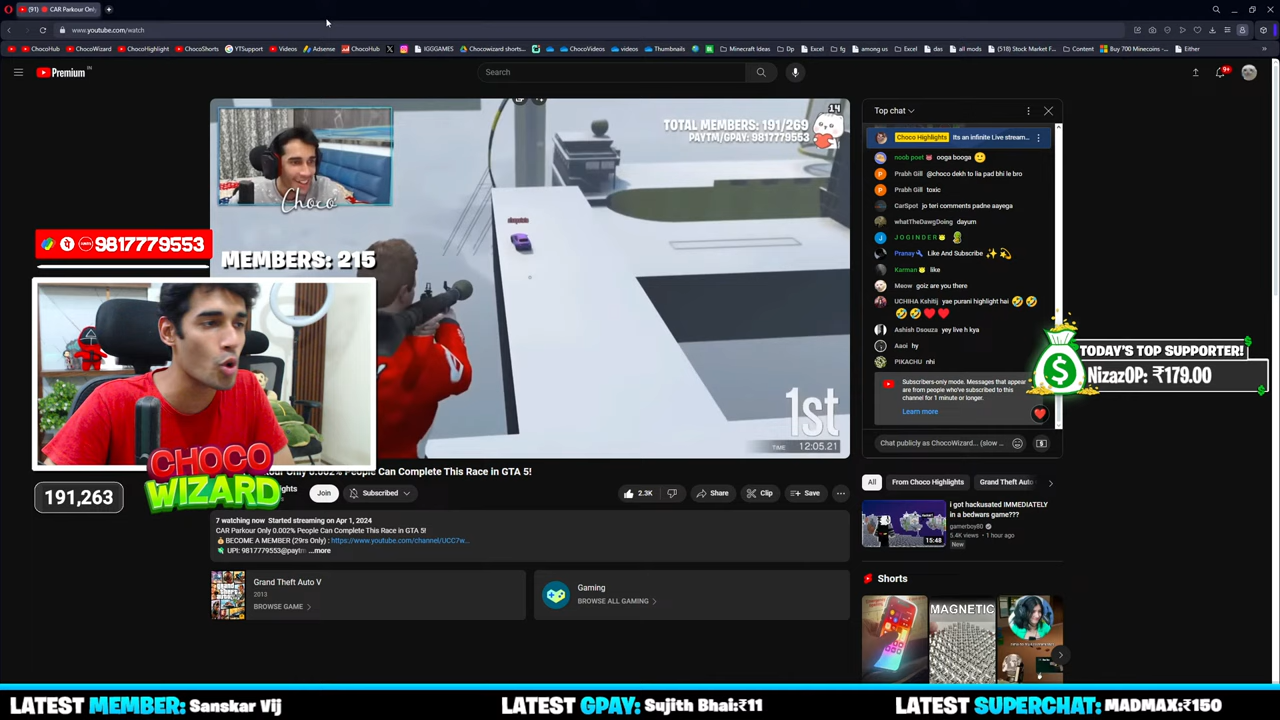 (91) CAR Parkour Only
www.youtube.com/watch
ChocoHub
ChocoWizard
ChocoHighlight
ChocoShorts
YTSupport
Videos
Adsense
ChocoHub
IGGGAMES
Chocowizard shorts...
ChocoVideos
videos
Thumbnails
Minecraft Ideas
Dp
Excel
fg
among us
Excel
das
all mods
(518) Stock Market F...
Content
Buy 700 Minecoins -...
Either
Premium
Search
9+
TOTAL MEMBERS: 191/269
PAYTM/GPAY: 9817779553
14
Choco
9817779553
MEMBERS: 215
1st
TIME 12:05.21
CHOCO
WIZARD
191,263
Top chat
Choco Highlights Its an infinite Live stream...
noob poet ooga booga
Prabh Gill @choco dekh to lia pad bhi le bro
Prabh Gill toxic
CarSpot jo teri comments padne aayega
whatTheDawgDoing dayum
J O G I N D E R
Pranay Like And Subscribe
Karman like
Meow goiz are you there
UCHIHA Kshitij yae purani highlight hai
Ashish Dsouza yey live h kya
Aaoi hy
PIKACHU nhi
Subscribers-only mode. Messages that appear
are from people who've subscribed to this
channel for 1 minute or longer.
Learn more
Chat publicly as ChocoWizard... (slow ...
TODAY'S TOP SUPPORTER!
NizazOP: ₹179.00
kour Only 0.002% People Can Complete This Race in GTA 5!
Join
Subscribed
2.3K
Share
Clip
Save
7 watching now Started streaming on Apr 1, 2024
CAR Parkour Only 0.002% People Can Complete This Race in GTA 5!
BECOME A MEMBER (29rs Only) : https://www.youtube.com/channel/UCC7w...
UPI: 9817779553@paytm ...more
Grand Theft Auto V
2013
BROWSE GAME
Gaming
BROWSE ALL GAMING
All
From Choco Highlights
Grand Theft Auto
i got hackusated IMMEDIATELY
in a bedwars game???
gamerboy80
5.4K views • 1 hour ago
New
15:48
Shorts
MAGNETIC
LATEST MEMBER: Sanskar Vij
LATEST GPAY: Sujith Bhai:₹11
LATEST SUPERCHAT: MADMAX:₹150